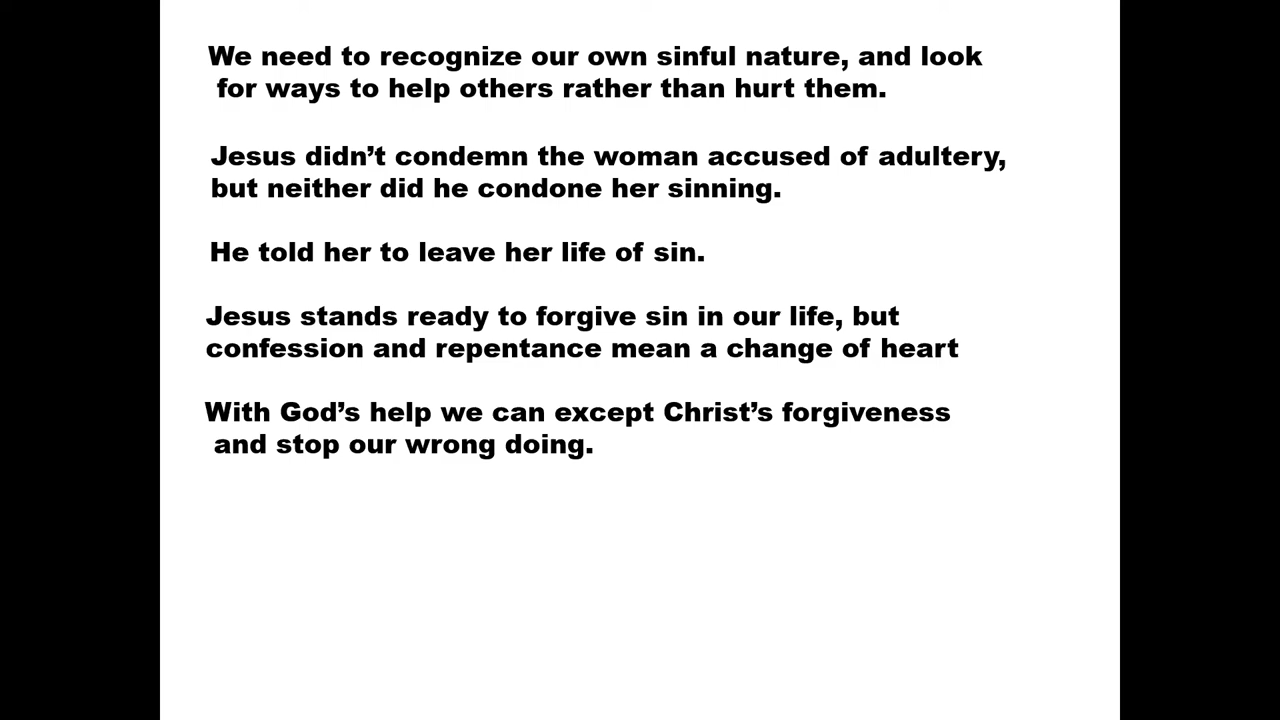 We need to recognize our own sinful nature, and look
for ways to help others rather than hurt them.
Jesus didn’t condemn the woman accused of adultery,
but neither did he condone her sinning.
He told her to leave her life of sin.
Jesus stands ready to forgive sin in our life, but
confession and repentance mean a change of heart
With God’s help we can except Christ’s forgiveness
and stop our wrong doing.